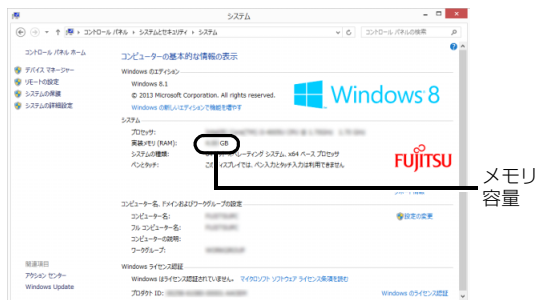 システム
コントロール パネル ▸ システムとセキュリティ ▸ システム
コントロール パネルの検索
コントロール パネル ホーム
デバイス マネージャー
リモートの設定
システムの保護
システムの詳細設定
コンピューターの基本的な情報の表示
Windows のエディション
Windows 8.1
© 2013 Microsoft Corporation. All rights reserved.
Windows の新しいエディションで機能を増やす
Windows 8
システム
プロセッサ:
実装メモリ (RAM): GB
システムの種類: オペレーティング システム、x64 ベース プロセッサ
ペンとタッチ: このディスプレイでは、ペン入力とタッチ入力は利用できません
FUJITSU
メモリ
容量
コンピューター名、ドメインおよびワークグループの設定
コンピューター名:
設定の変更
フル コンピューター名:
コンピューターの説明:
ワークグループ:
Windows ライセンス認証
Windows はライセンス認証されていません。 マイクロソフト ソフトウェア ライセンス条項を読む
プロダクト ID:
Windows のライセンス認証
関連項目
アクション センター
Windows Update